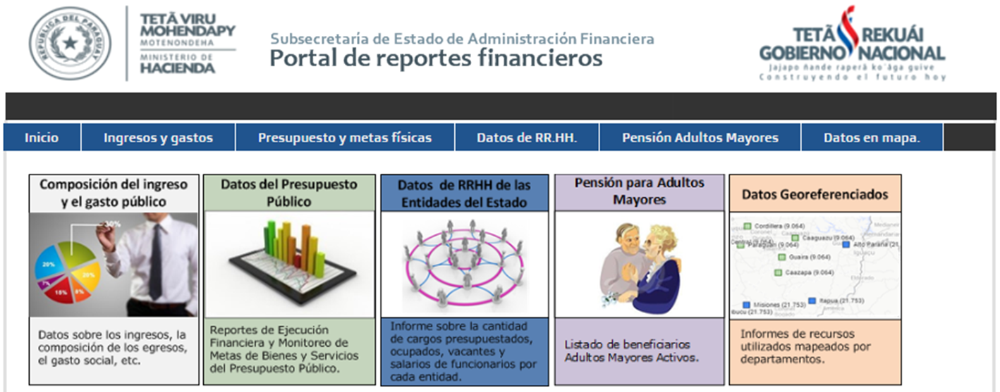 REPUBLICA DEL PARAGUAY
TETÃ VIRU
MOHENDAPY
MOTENONDEHA
MINISTERIO DE
HACIENDA
Subsecretaría de Estado de Administración Financiera
Portal de reportes financieros
TETÃ REKUÁI
GOBIERNO NACIONAL
Jajapo ñande raperã ko'ãga guive
Construyendo el futuro hoy
Inicio
Ingresos y gastos
Presupuesto y metas físicas
Datos de RR.HH.
Pensión Adultos Mayores
Datos en mapa.
Composición del ingreso
y el gasto público
30%
20%
20%
7%
18%
8%
Datos sobre los ingresos, la
composición de los egresos,
el gasto social, etc.
Datos del Presupuesto
Público
Reportes de Ejecución
Financiera y Monitoreo de
Metas de Bienes y Servicios
del Presupuesto Público.
Datos de RRHH de las
Entidades del Estado
Informe sobre la cantidad
de cargos presupuestados,
ocupados, vacantes y
salarios de funcionarios por
cada entidad.
Pensión para Adultos
Mayores
Listado de beneficiarios
Adultos Mayores Activos.
Datos Georeferenciados
Cordillera (9.064)
Caaguazu (9.064)
Paraguari (9.064)
Alto Parana (21.
Guaira (9.064)
Caazapa (9.064)
Misiones (21.753)
Itapua (21.753)
bucu (21.753)
Informes de recursos
utilizados mapeados por
departamentos.